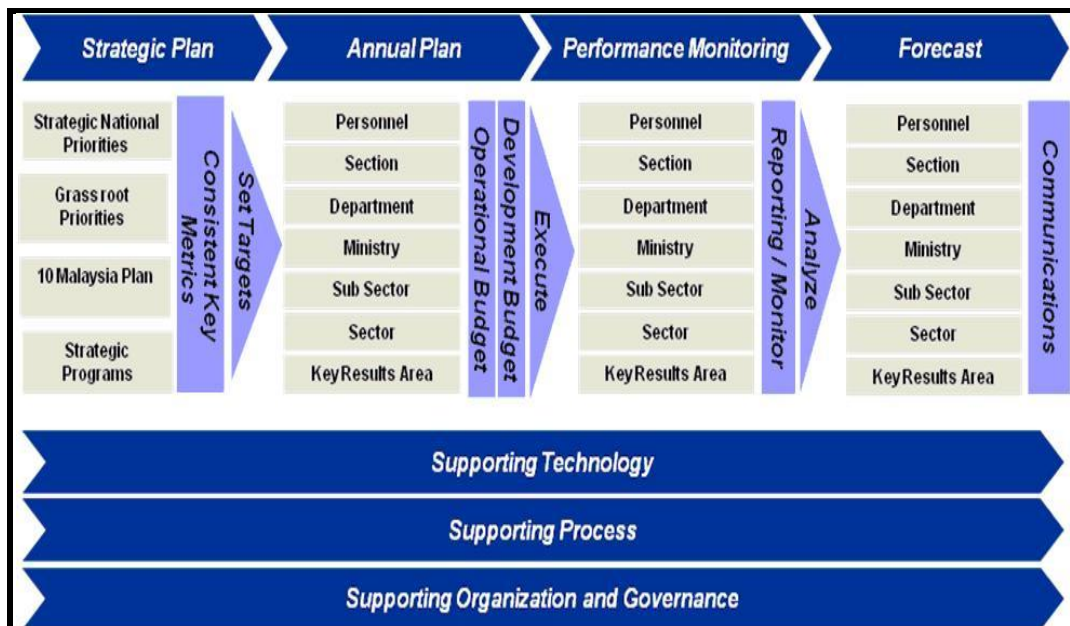 Strategic Plan
Annual Plan
Performance Monitoring
Forecast
Strategic National
Priorities
Grass root
Priorities
10 Malaysia Plan
Strategic
Programs
Consistent Key
Metrics
Set Targets
Personnel
Section
Department
Ministry
Sub Sector
Sector
Key Results Area
Operational Budget
Development Budget
Execute
Personnel
Section
Department
Ministry
Sub Sector
Sector
Key Results Area
Reporting / Monitor
Analyze
Personnel
Section
Department
Ministry
Sub Sector
Sector
Key Results Area
Communications
Supporting Technology
Supporting Process
Supporting Organization and Governance